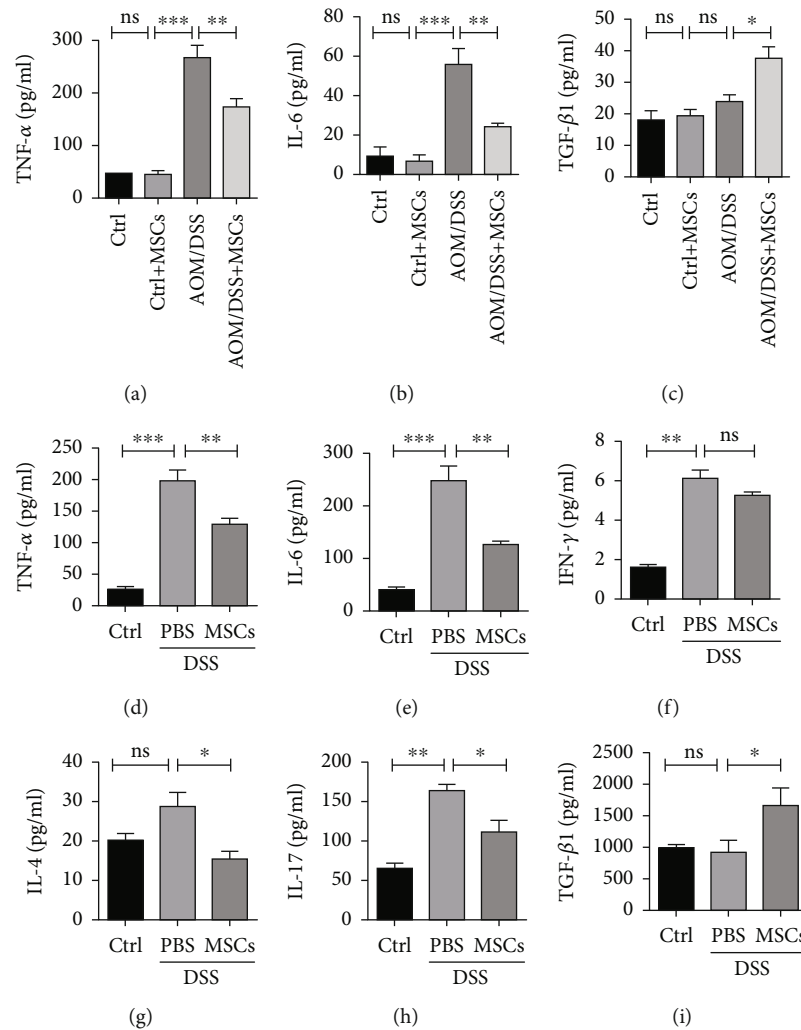 ns *** **
TNF-α (pg/ml)
300
200
100
0
Ctrl
Ctrl+MSCs
AOM/DSS
AOM/DSS+MSCs
(a)
ns *** **
IL-6 (pg/ml)
80
60
40
20
0
Ctrl
Ctrl+MSCs
AOM/DSS
AOM/DSS+MSCs
(b)
ns ns *
TGF-β1 (pg/ml)
50
40
30
20
10
0
Ctrl
Ctrl+MSCs
AOM/DSS
AOM/DSS+MSCs
(c)
*** **
TNF-α (pg/ml)
250
200
150
100
50
0
Ctrl PBS MSCs
DSS
(d)
*** **
IL-6 (pg/ml)
300
200
100
0
Ctrl PBS MSCs
DSS
(e)
** ns
IFN-γ (pg/ml)
8
6
4
2
0
Ctrl PBS MSCs
DSS
(f)
ns *
IL-4 (pg/ml)
40
30
20
10
0
Ctrl PBS MSCs
DSS
(g)
** *
IL-17 (pg/ml)
200
150
100
50
0
Ctrl PBS MSCs
DSS
(h)
ns *
TGF-β1 (pg/ml)
2500
2000
1500
1000
500
0
Ctrl PBS MSCs
DSS
(i)